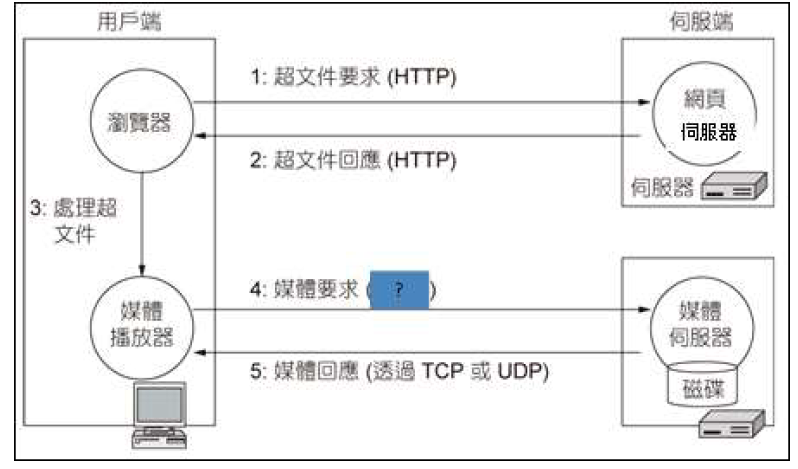 用戶端
伺服端
1: 超文件要求 (HTTP)
瀏覽器
網頁
伺服器
2: 超文件回應 (HTTP)
伺服器
3: 處理超
文件
4: 媒體要求 ( ? )
媒體
播放器
媒體
伺服器
5: 媒體回應 (透過 TCP 或 UDP)
磁碟